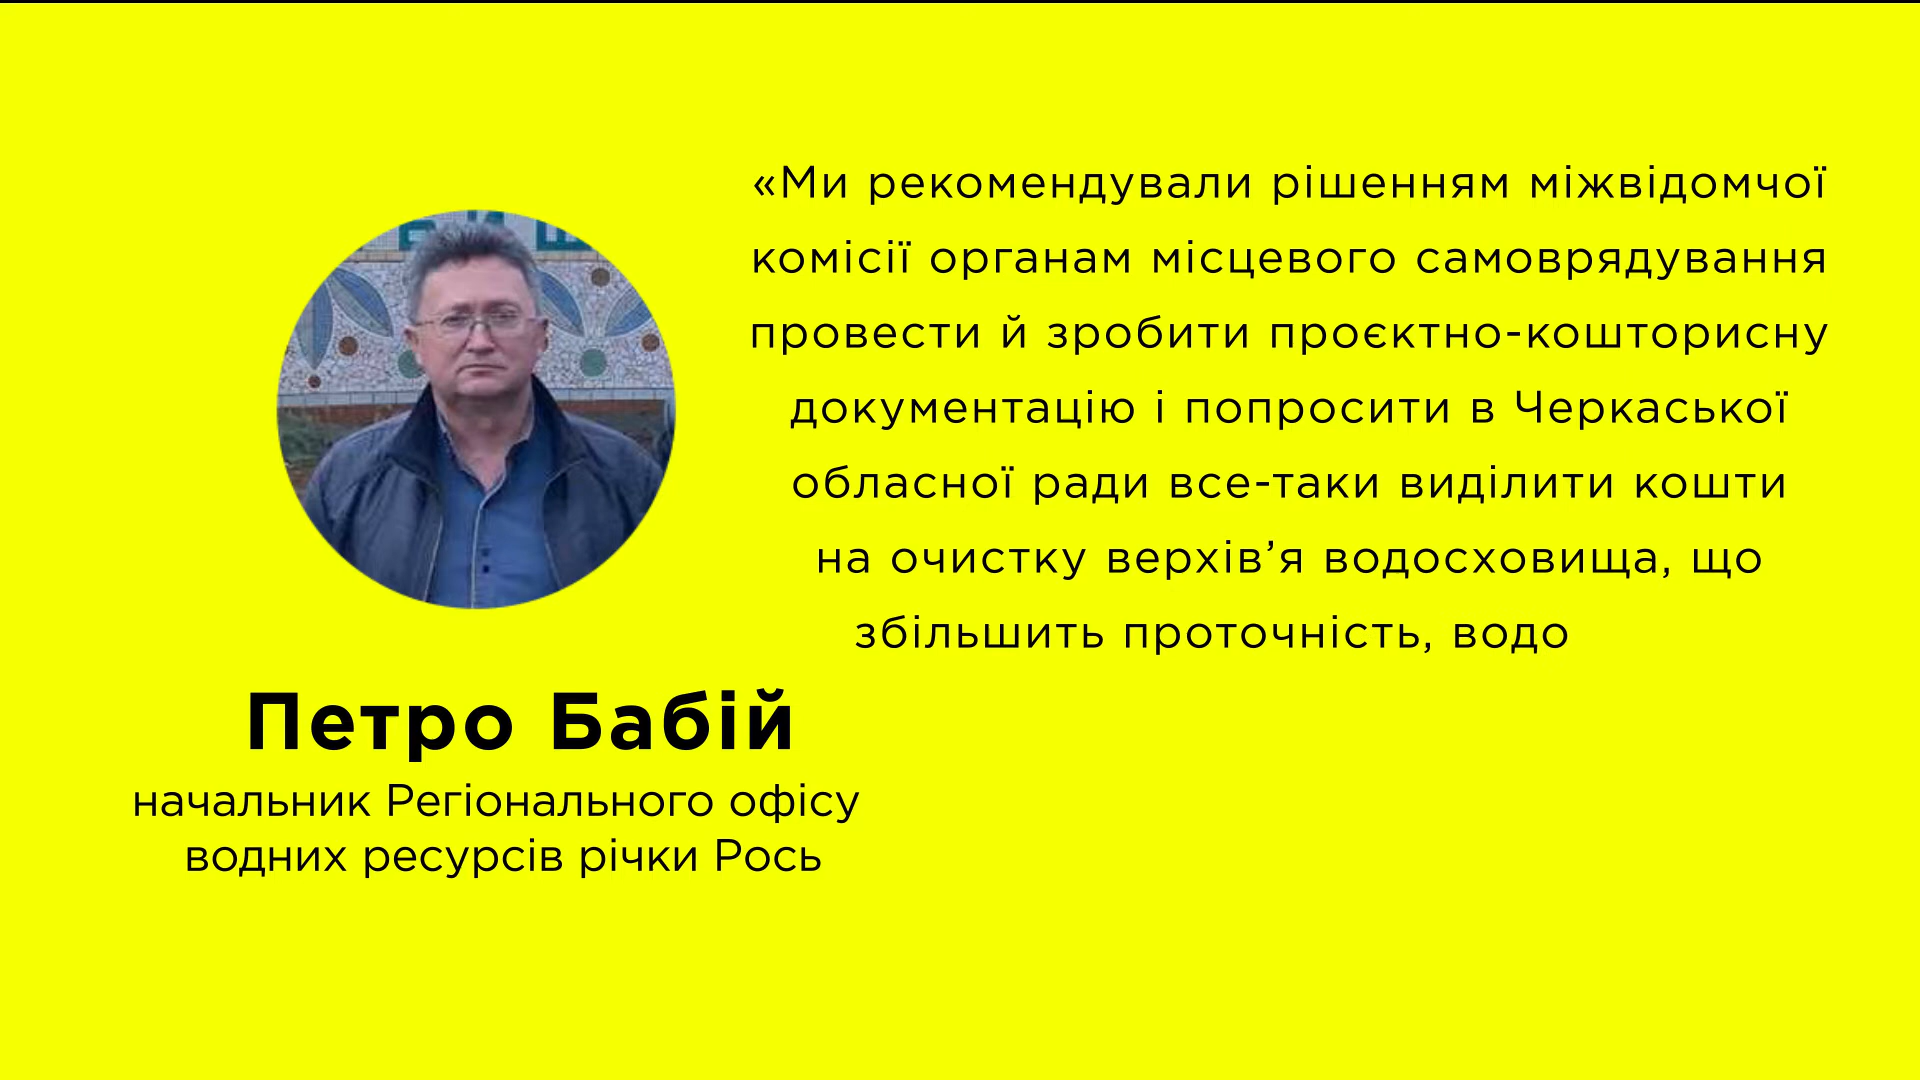 «Ми рекомендували рішенням міжвідомчої
комісії органам місцевого самоврядування
провести й зробити проєктно-кошторисну
документацію і попросити в Черкаської
обласної ради все-таки виділити кошти
на очистку верхів’я водосховища, що
збільшить проточність, водо
Петро Бабій
начальник Регіонального офісу
водних ресурсів річки Рось